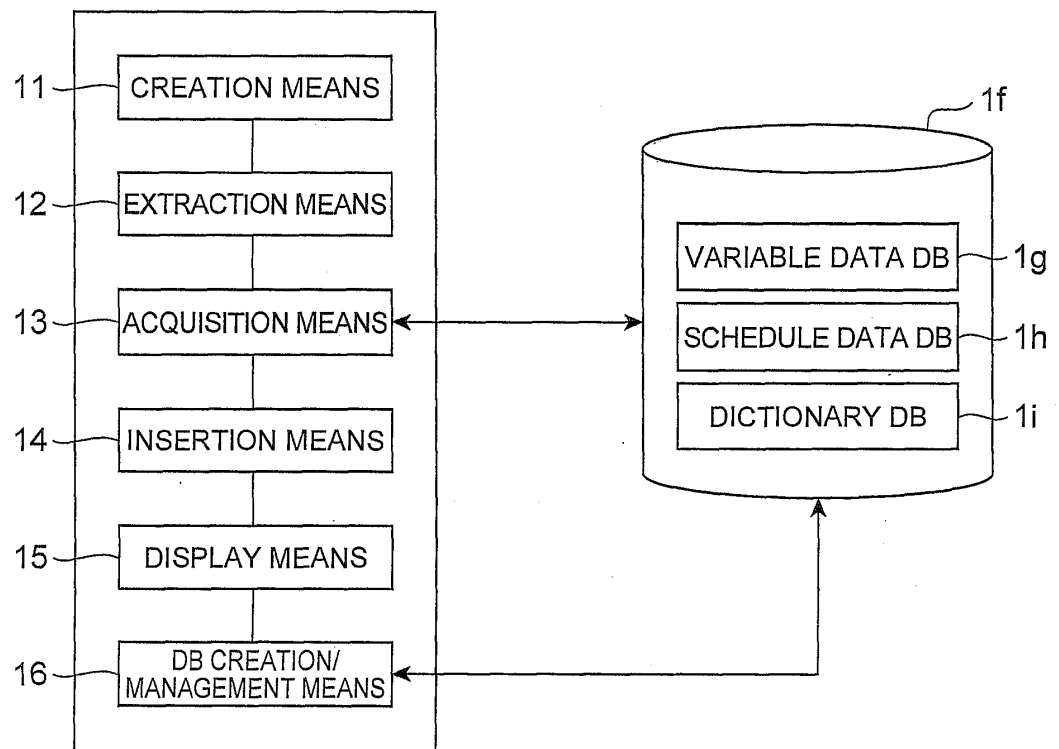 11
CREATION MEANS
12
EXTRACTION MEANS
13
ACQUISITION MEANS
14
INSERTION MEANS
15
DISPLAY MEANS
16
DB CREATION/
MANAGEMENT MEANS
1f
VARIABLE DATA DB
1g
SCHEDULE DATA DB
1h
DICTIONARY DB
1i